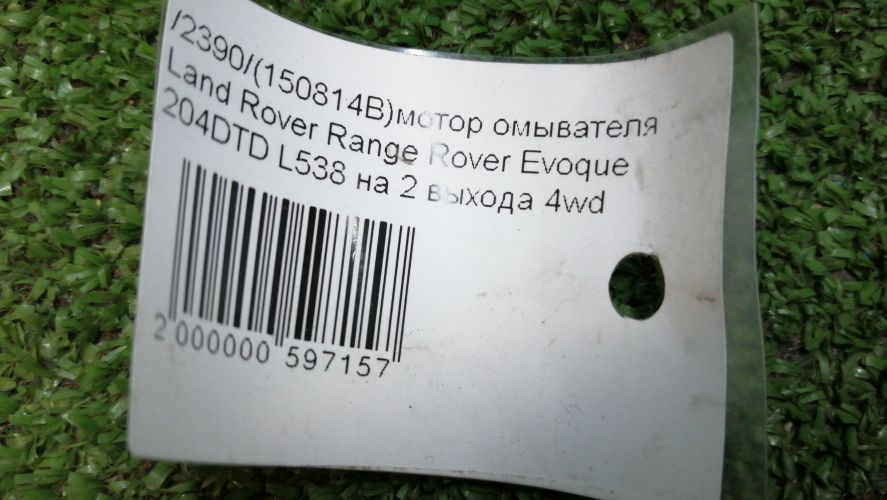 /2390/(150814B)мотор омывателя
Land Rover Range Rover Evoque
204DTD L538 на 2 выхода 4wd
2 000000 597157